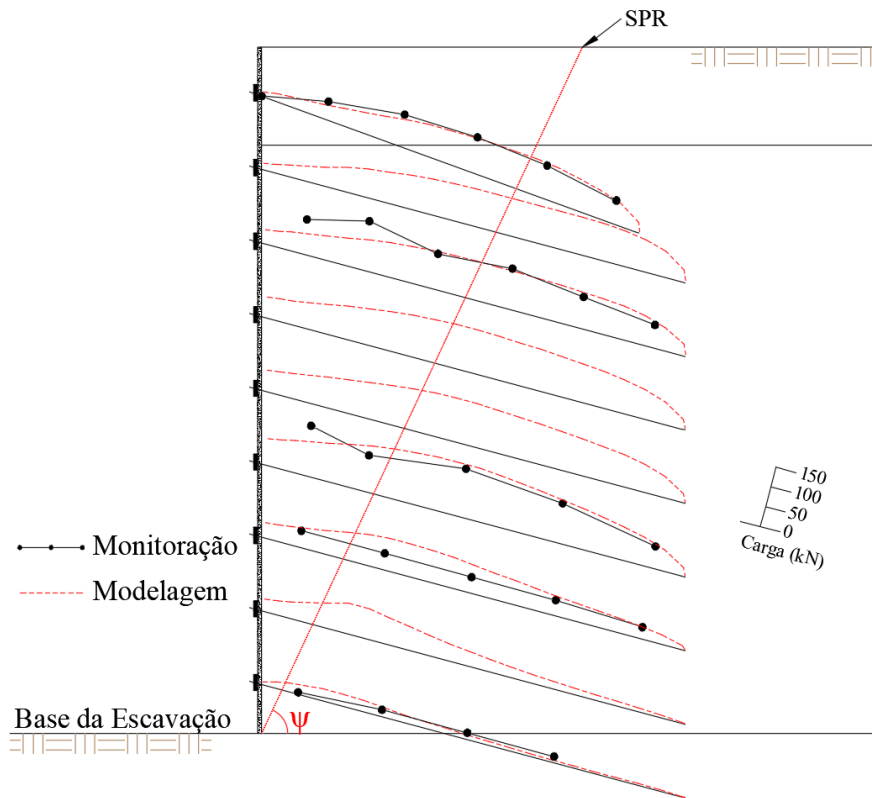 SPR
150
100
50
0
Carga (kN)
Monitoração
Modelagem
Base da Escavação
Ψ